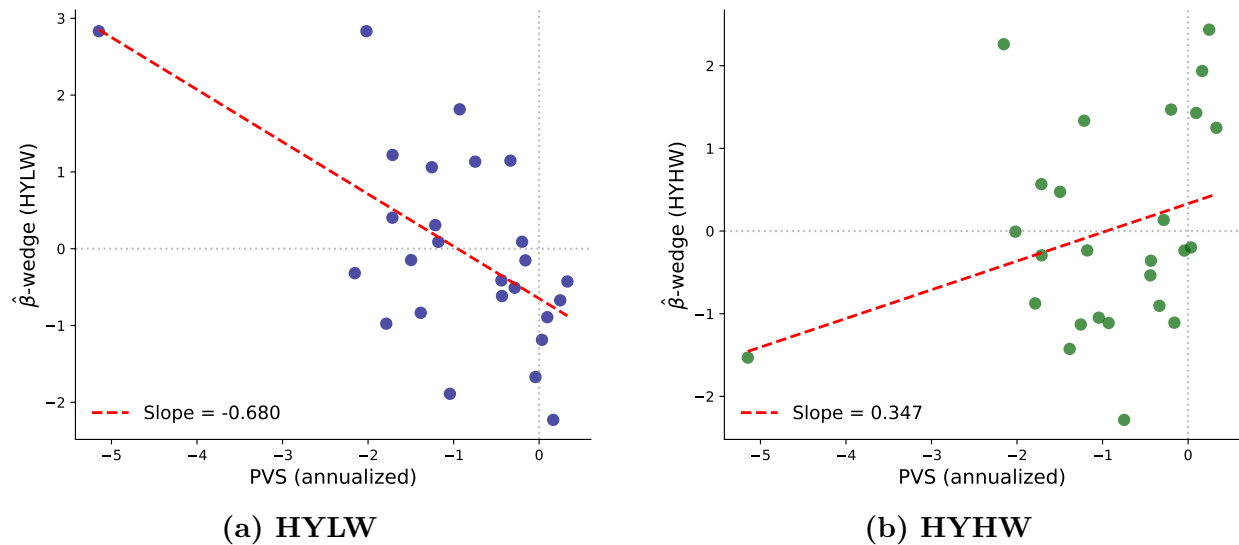 3
2
1
0
−1
−2
β̂-wedge (HYLW)
Slope = -0.680
−5 −4 −3 −2 −1 0
PVS (annualized)
(a) HYLW
2
1
0
−1
−2
β̂-wedge (HYHW)
Slope = 0.347
−5 −4 −3 −2 −1 0
PVS (annualized)
(b) HYHW